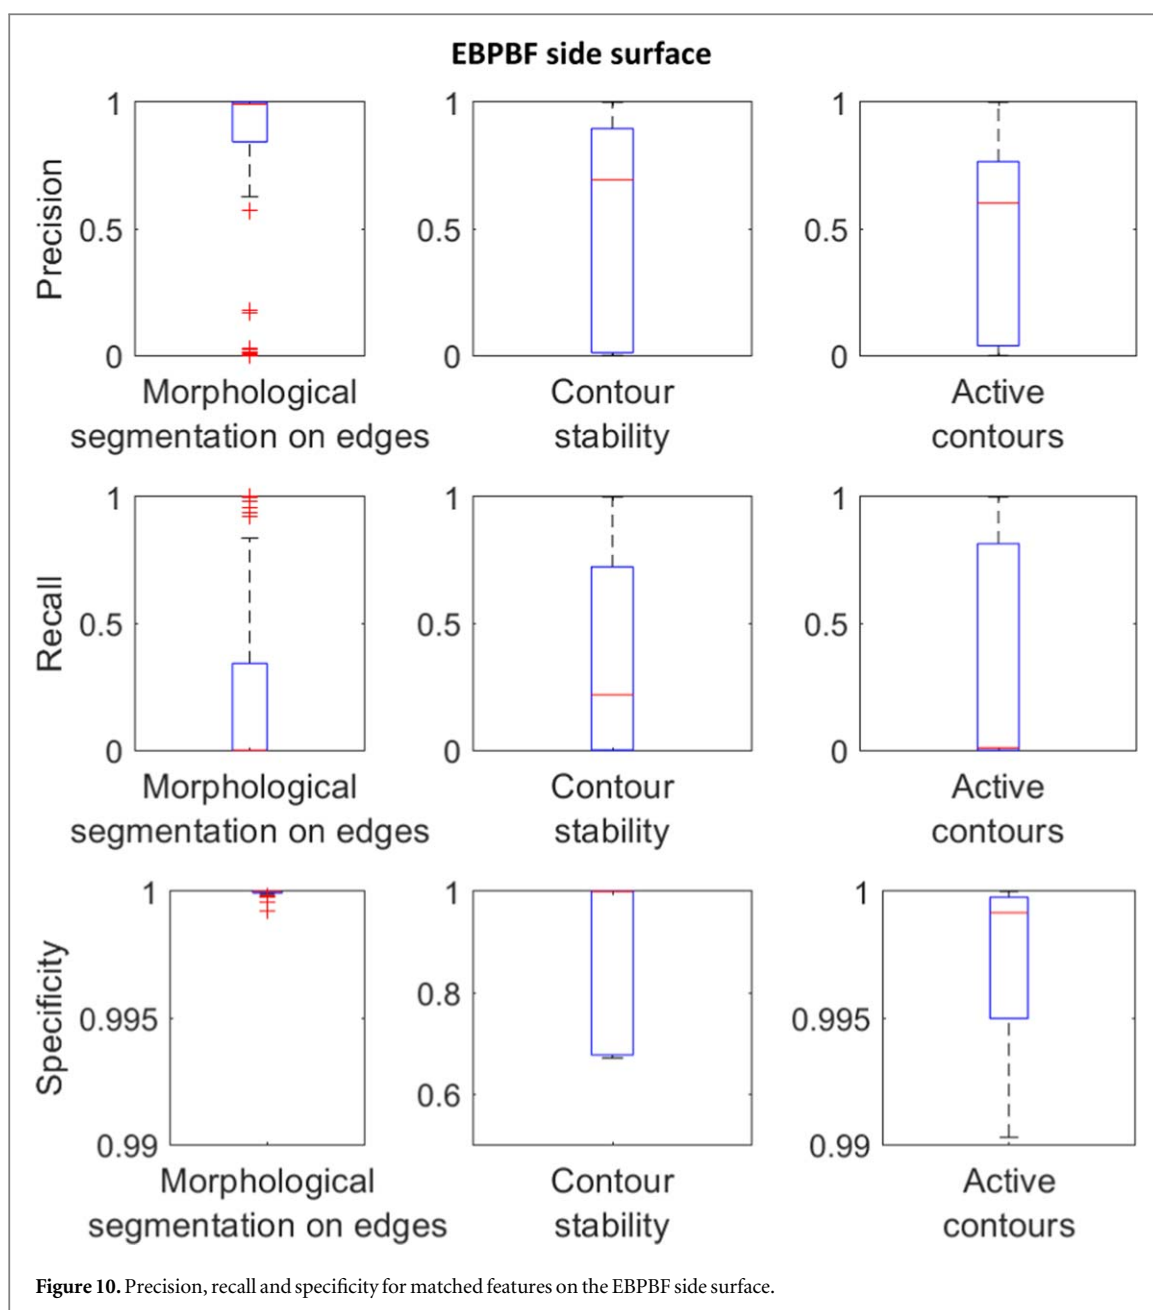 EBPBF side surface
Precision
1
0.5
0
Morphological
segmentation on edges
1
0.5
0
Contour
stability
1
0.5
0
Active
contours
Recall
1
0.5
0
Morphological
segmentation on edges
1
0.5
0
Contour
stability
1
0.5
0
Active
contours
Specificity
1
0.995
0.99
Morphological
segmentation on edges
1
0.8
0.6
Contour
stability
1
0.995
0.99
Active
contours
Figure 10. Precision, recall and specificity for matched features on the EBPBF side surface.